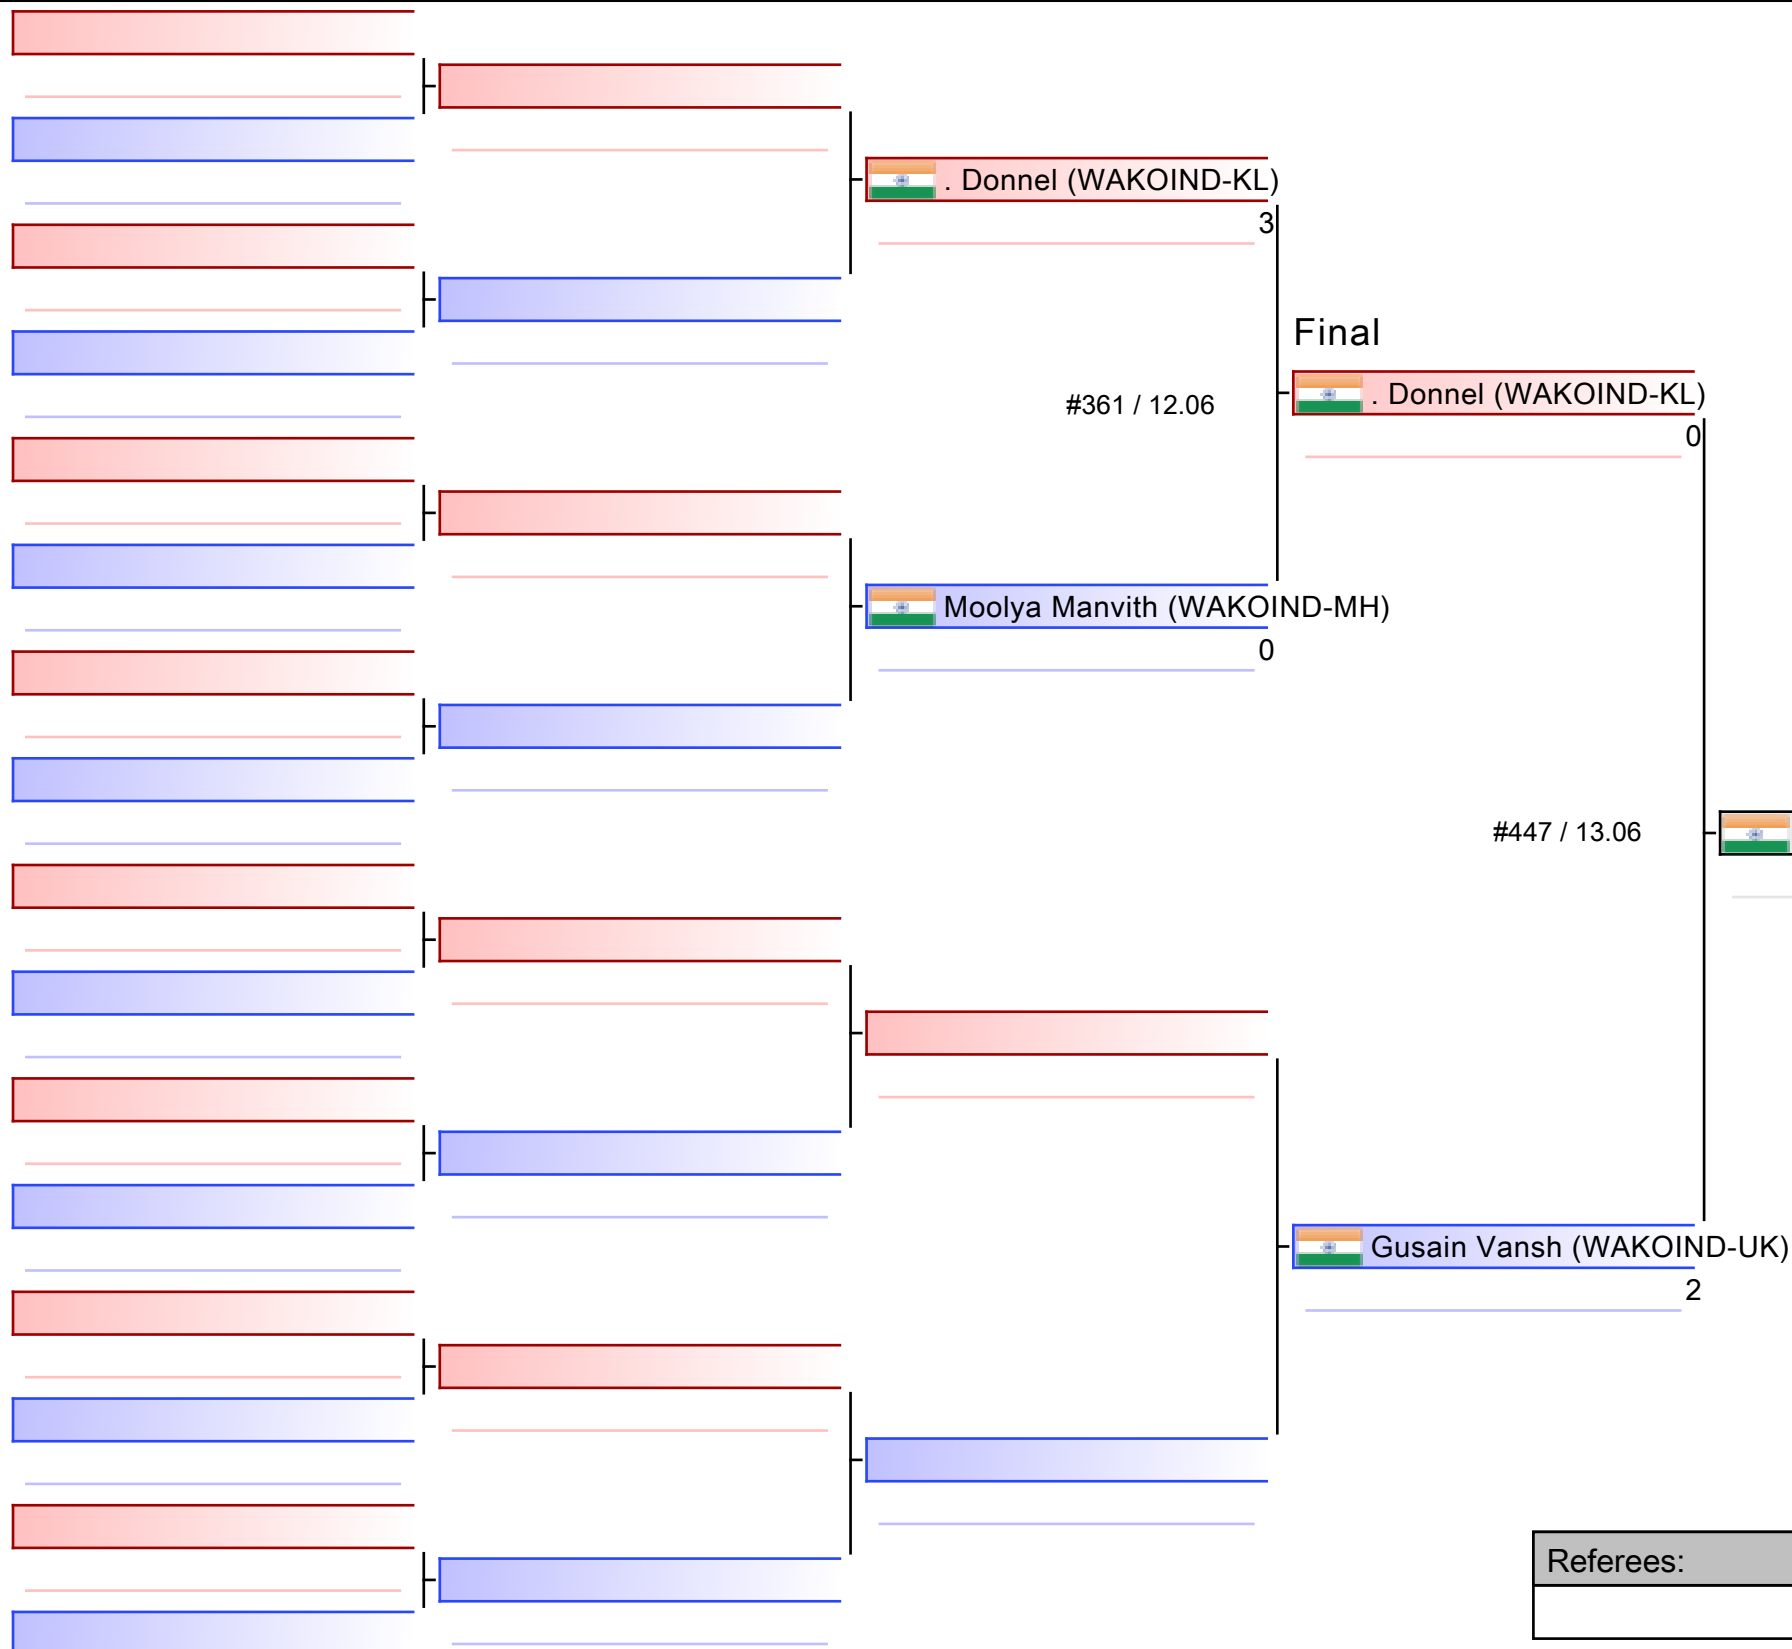 . Donnel (WAKOIND-KL)
3
Final
#361 / 12.06
. Donnel (WAKOIND-KL)
0
Moolya Manvith (WAKOIND-MH)
0
#447 / 13.06
Gusain Vansh (WAKOIND-UK)
2
Referees: